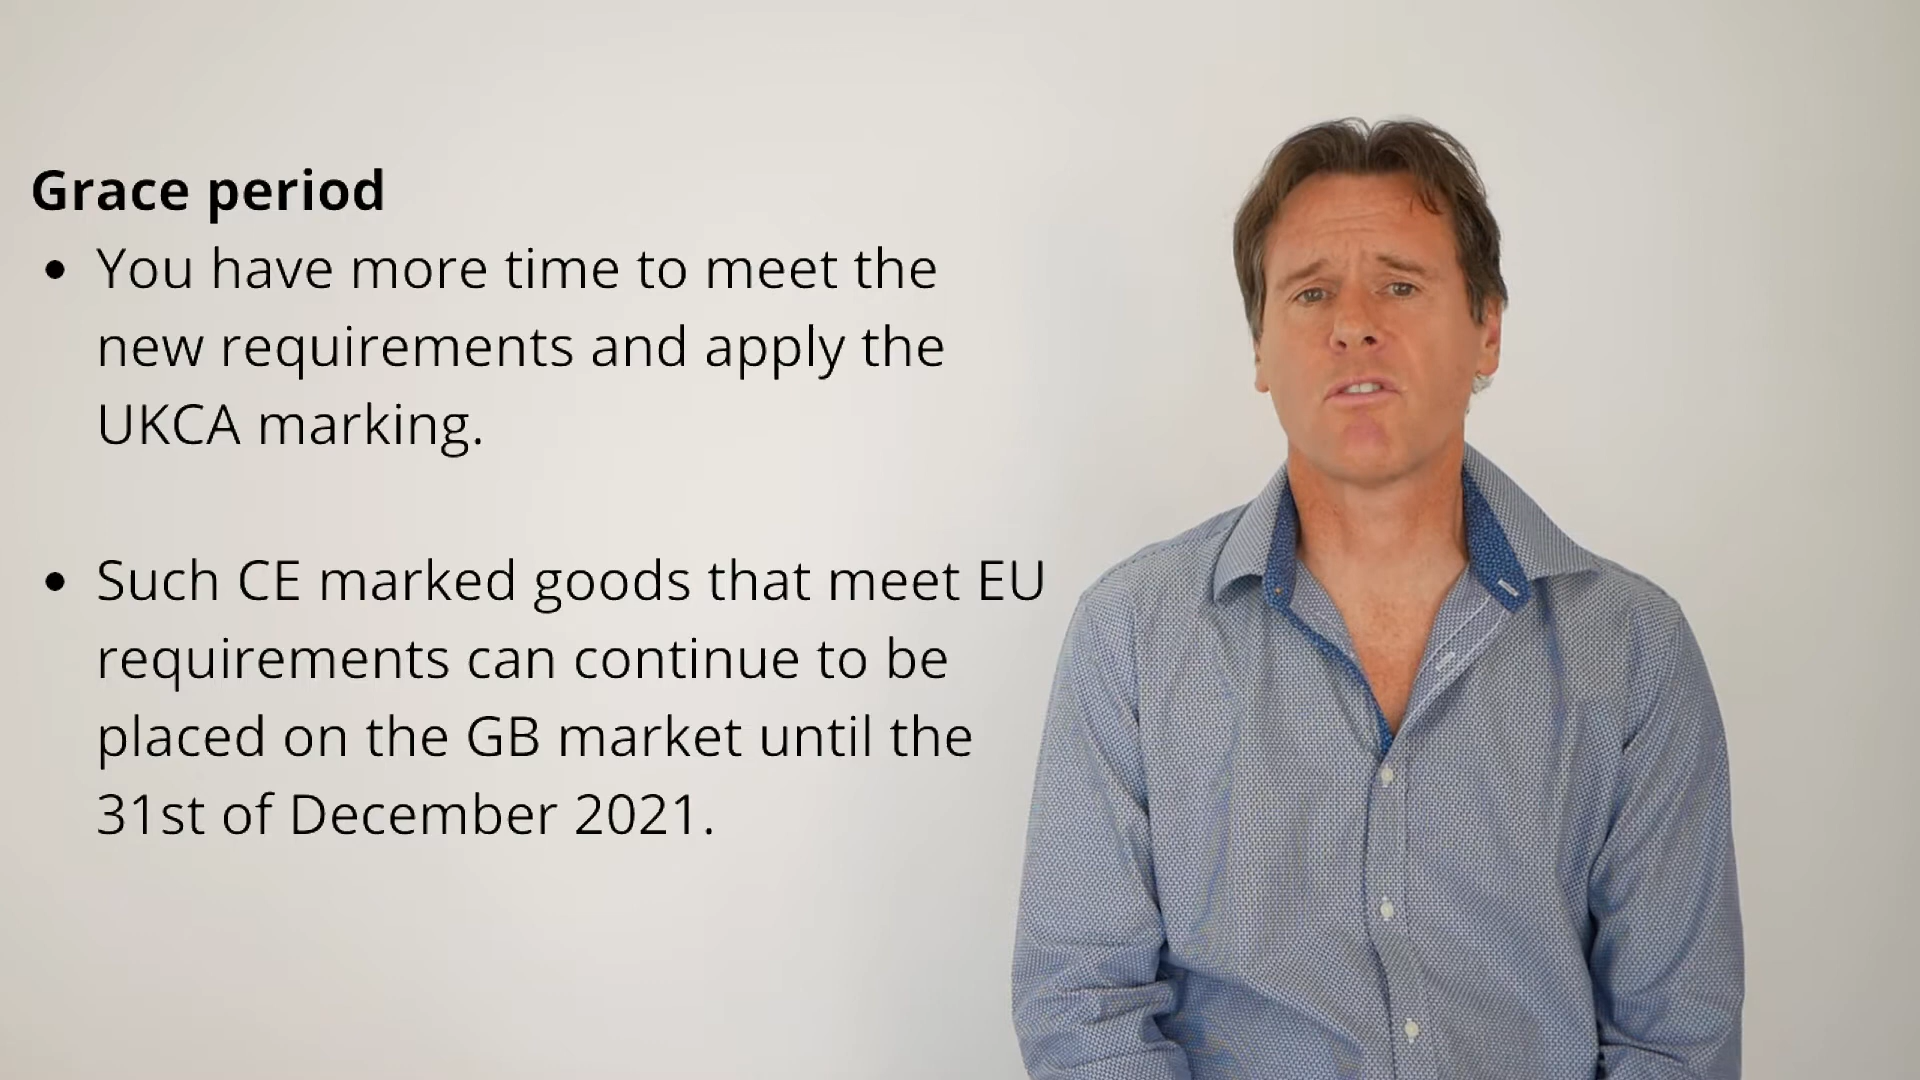 Grace period
• You have more time to meet the
new requirements and apply the
UKCA marking.
• Such CE marked goods that meet EU
requirements can continue to be
placed on the GB market until the
31st of December 2021.